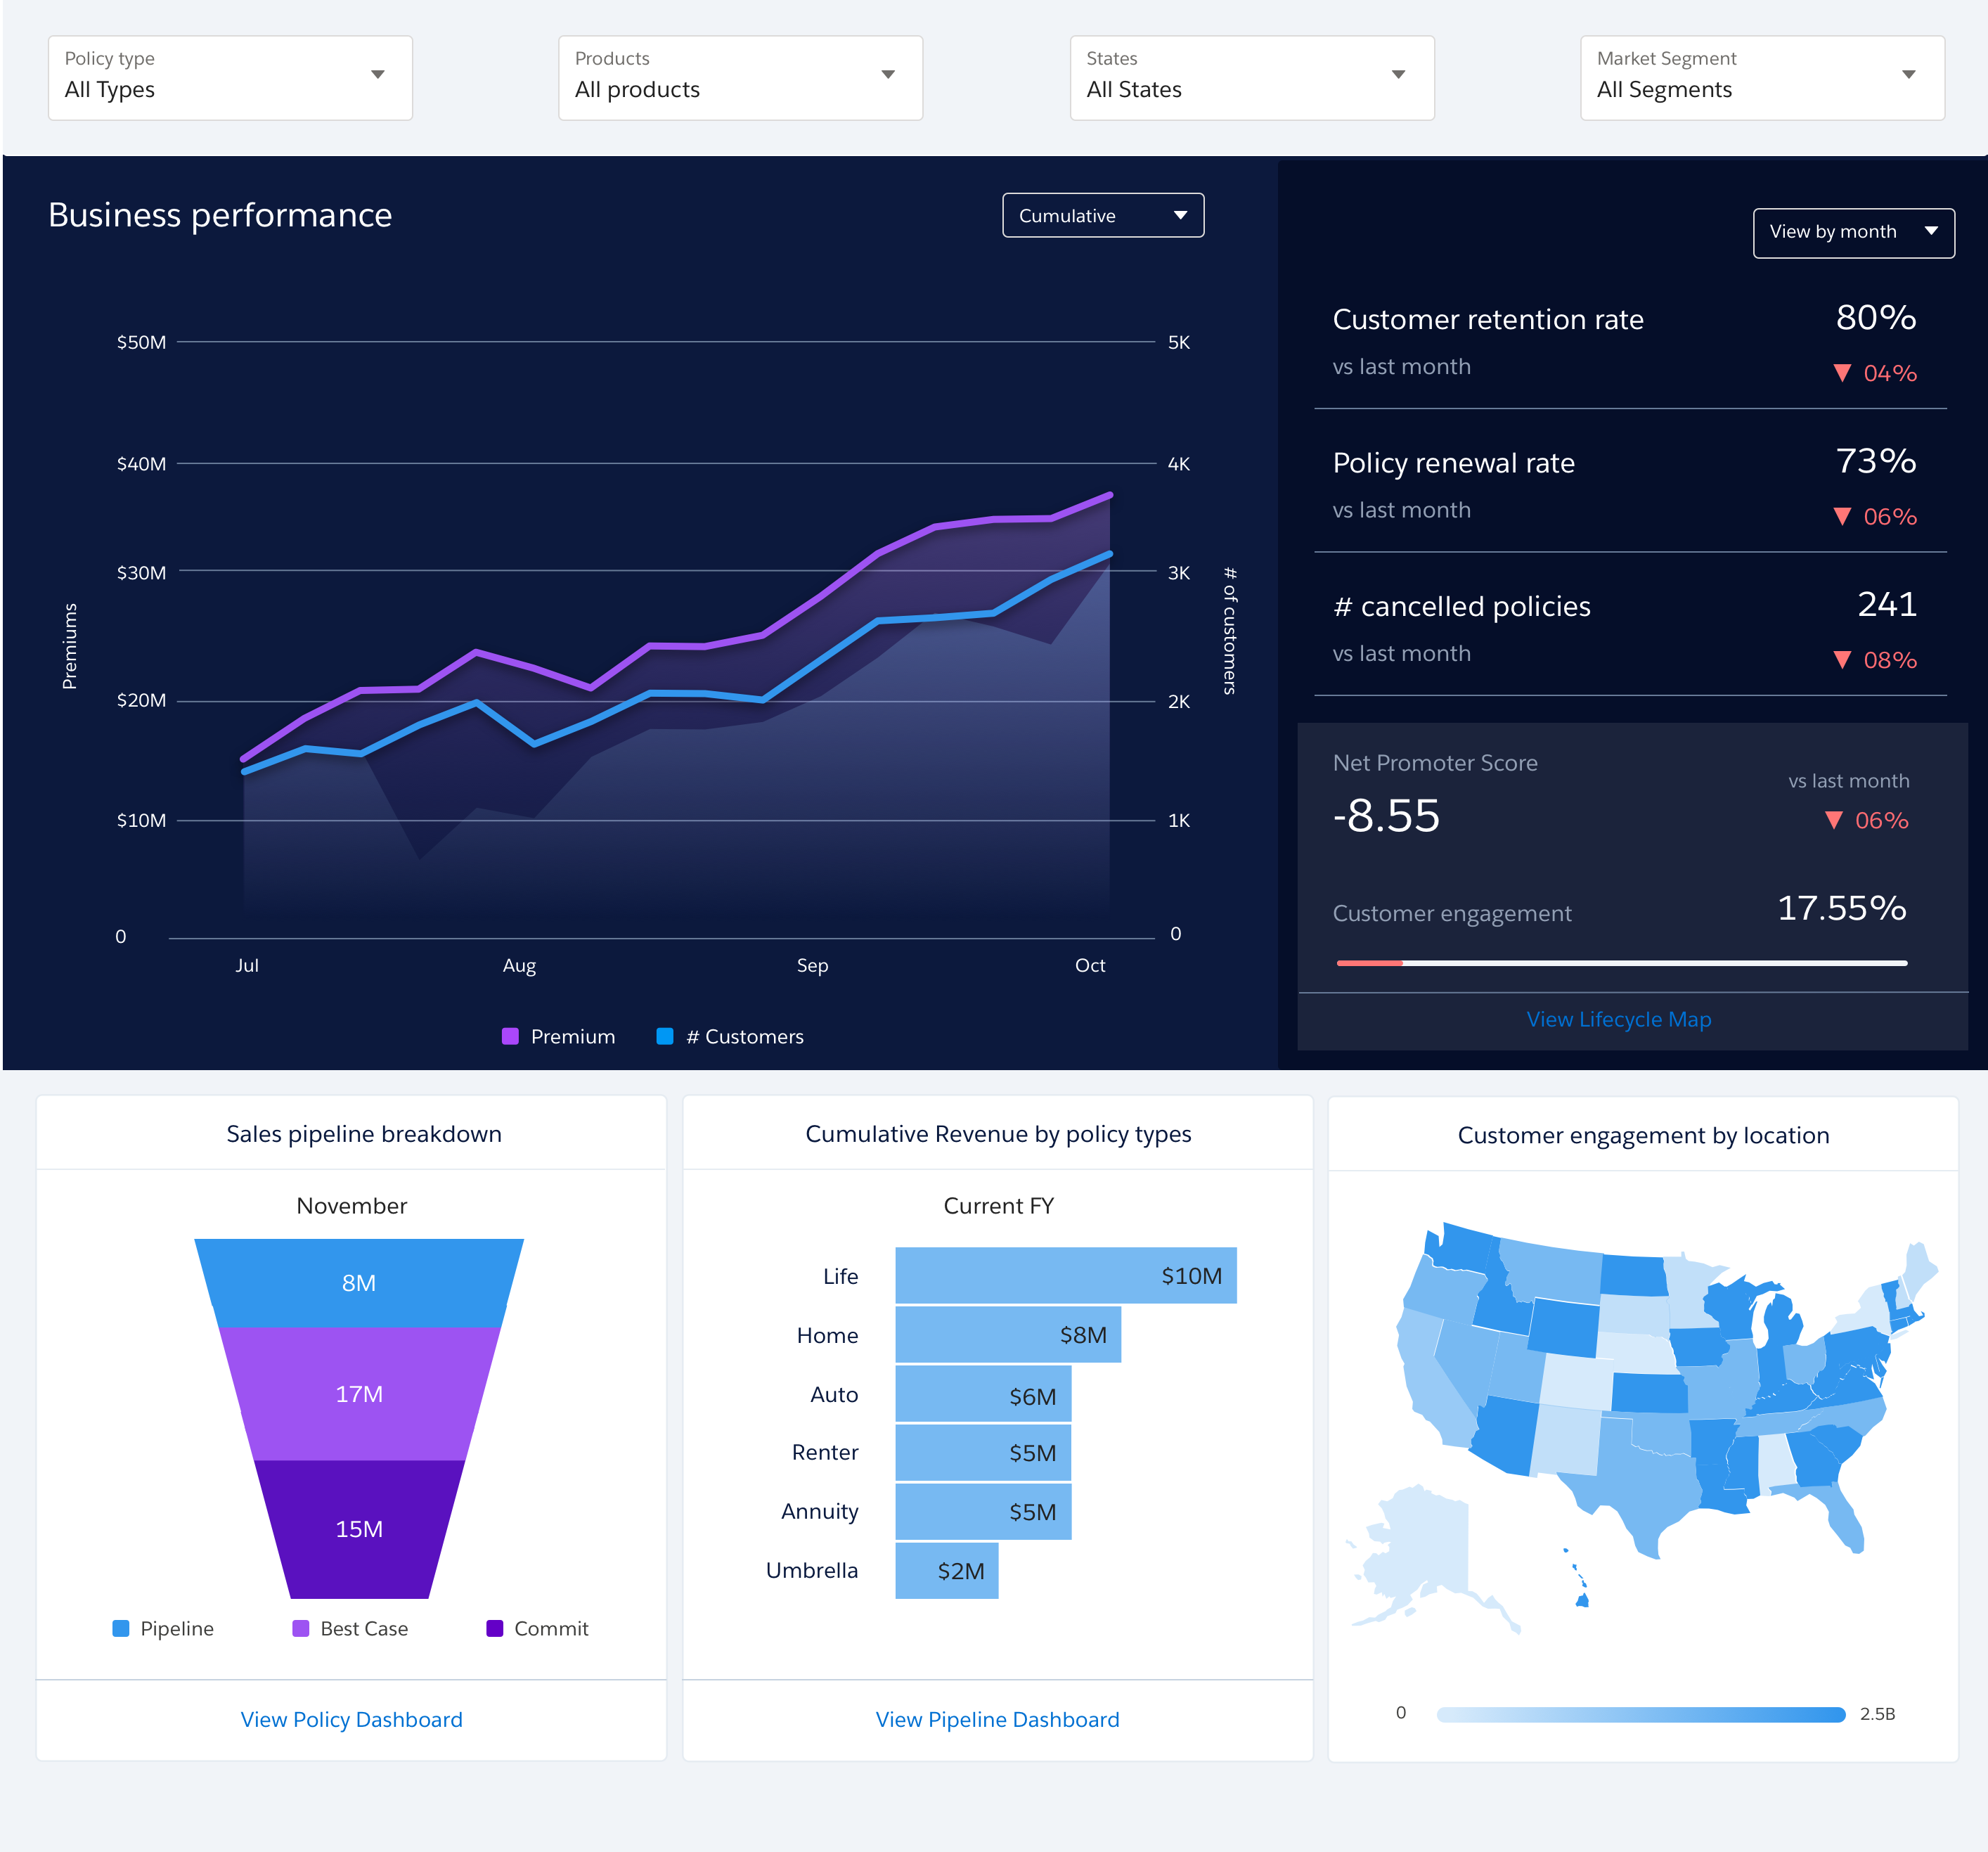 Policy type
All Types
Products
All products
States
All States
Market Segment
All Segments
Business performance
Cumulative
$50M
$40M
$30M
$20M
$10M
0
Premiums
5K
4K
3K
2K
1K
0
# of customers
Jul
Aug
Sep
Oct
Premium
# Customers
View by month
Customer retention rate
80%
vs last month
04%
Policy renewal rate
73%
vs last month
06%
# cancelled policies
241
vs last month
08%
Net Promoter Score
vs last month
-8.55
06%
Customer engagement
17.55%
View Lifecycle Map
Sales pipeline breakdown
November
8M
17M
15M
Pipeline
Best Case
Commit
View Policy Dashboard
Cumulative Revenue by policy types
Current FY
Life
$10M
Home
$8M
Auto
$6M
Renter
$5M
Annuity
$5M
Umbrella
$2M
View Pipeline Dashboard
Customer engagement by location
0
2.5B